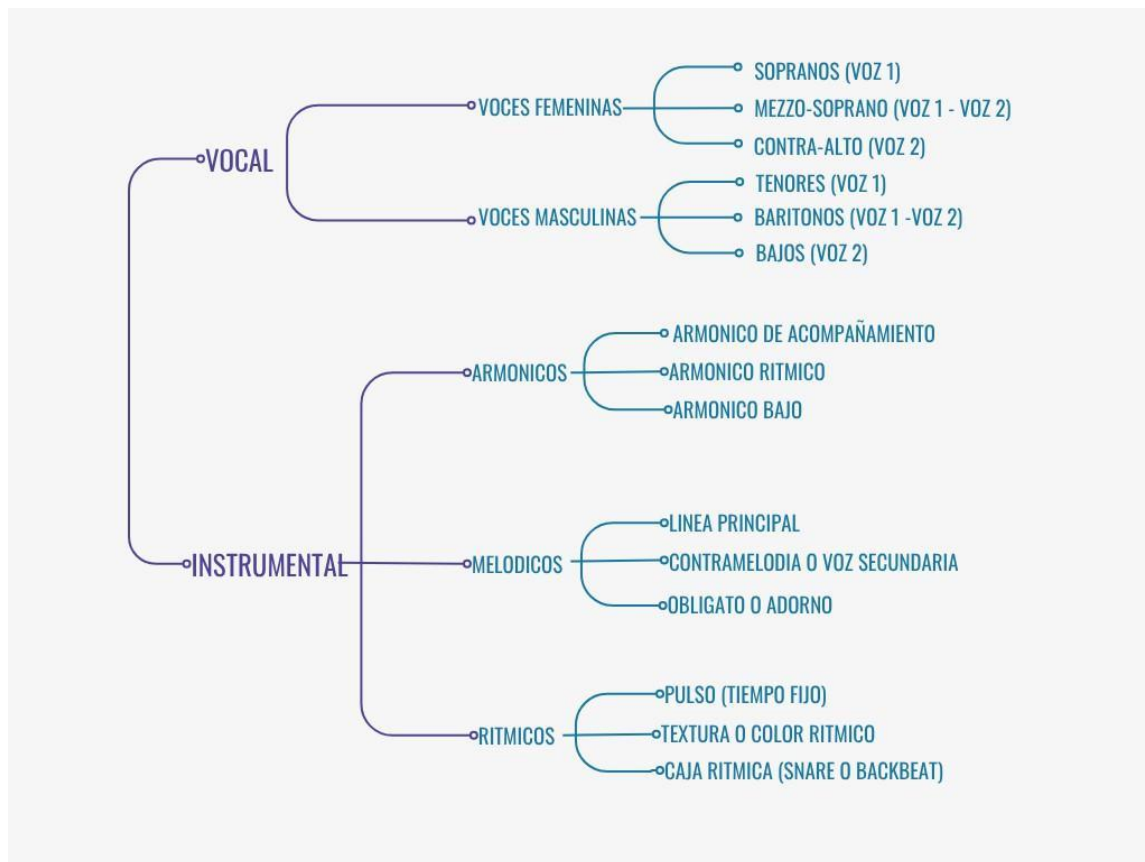 VOCAL
VOCES FEMENINAS
SOPRANOS (VOZ 1)
MEZZO-SOPRANO (VOZ 1 - VOZ 2)
CONTRA-ALTO (VOZ 2)
VOCES MASCULINAS
TENORES (VOZ 1)
BARITONOS (VOZ 1 -VOZ 2)
BAJOS (VOZ 2)
INSTRUMENTAL
ARMONICOS
ARMONICO DE ACOMPAÑAMIENTO
ARMONICO RITMICO
ARMONICO BAJO
MELODICOS
LINEA PRINCIPAL
CONTRAMELODIA O VOZ SECUNDARIA
OBLIGATO O ADORNO
RITMICOS
PULSO (TIEMPO FIJO)
TEXTURA O COLOR RITMICO
CAJA RITMICA (SNARE O BACKBEAT)